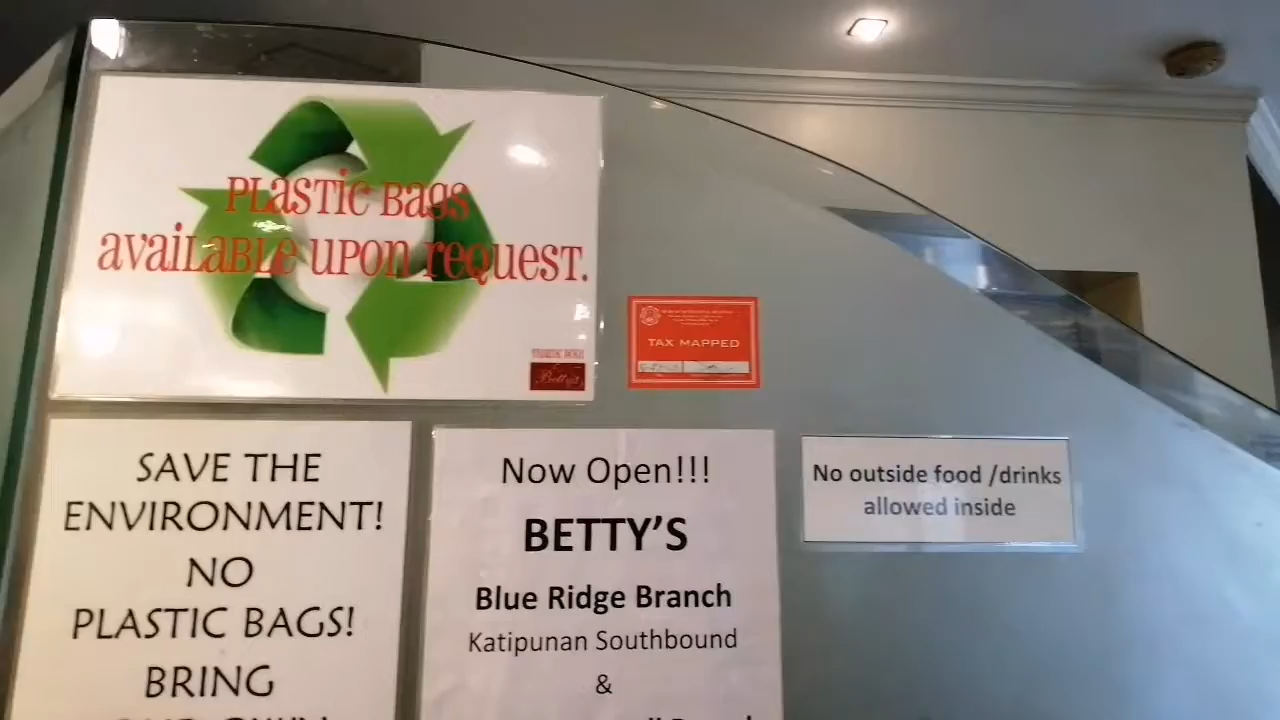 PLastic Bags
avaiLaBLE upon request.
Betty's
TAX MAPPED
SAVE THE
ENVIRONMENT!
NO
PLASTIC BAGS!
BRING
Now Open!!!
BETTY'S
Blue Ridge Branch
Katipunan Southbound
&
No outside food /drinks
allowed inside